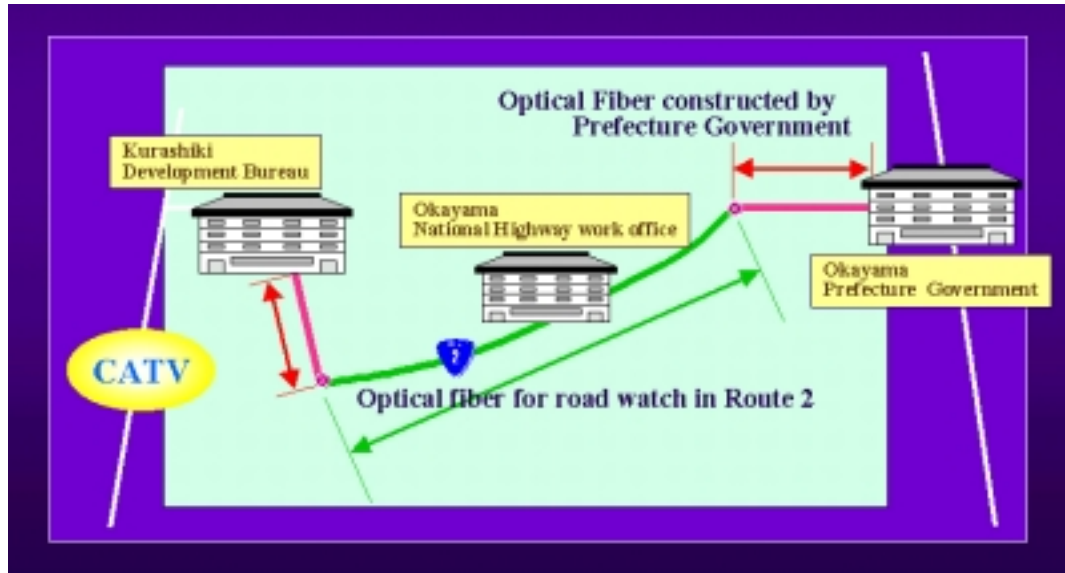 Optical Fiber constructed by
Prefecture Government
Kurashiki
Development Bureau
Okayama
National Highway work office
Okayama
Prefecture Government
CATV
2
Optical fiber for road watch in Route 2